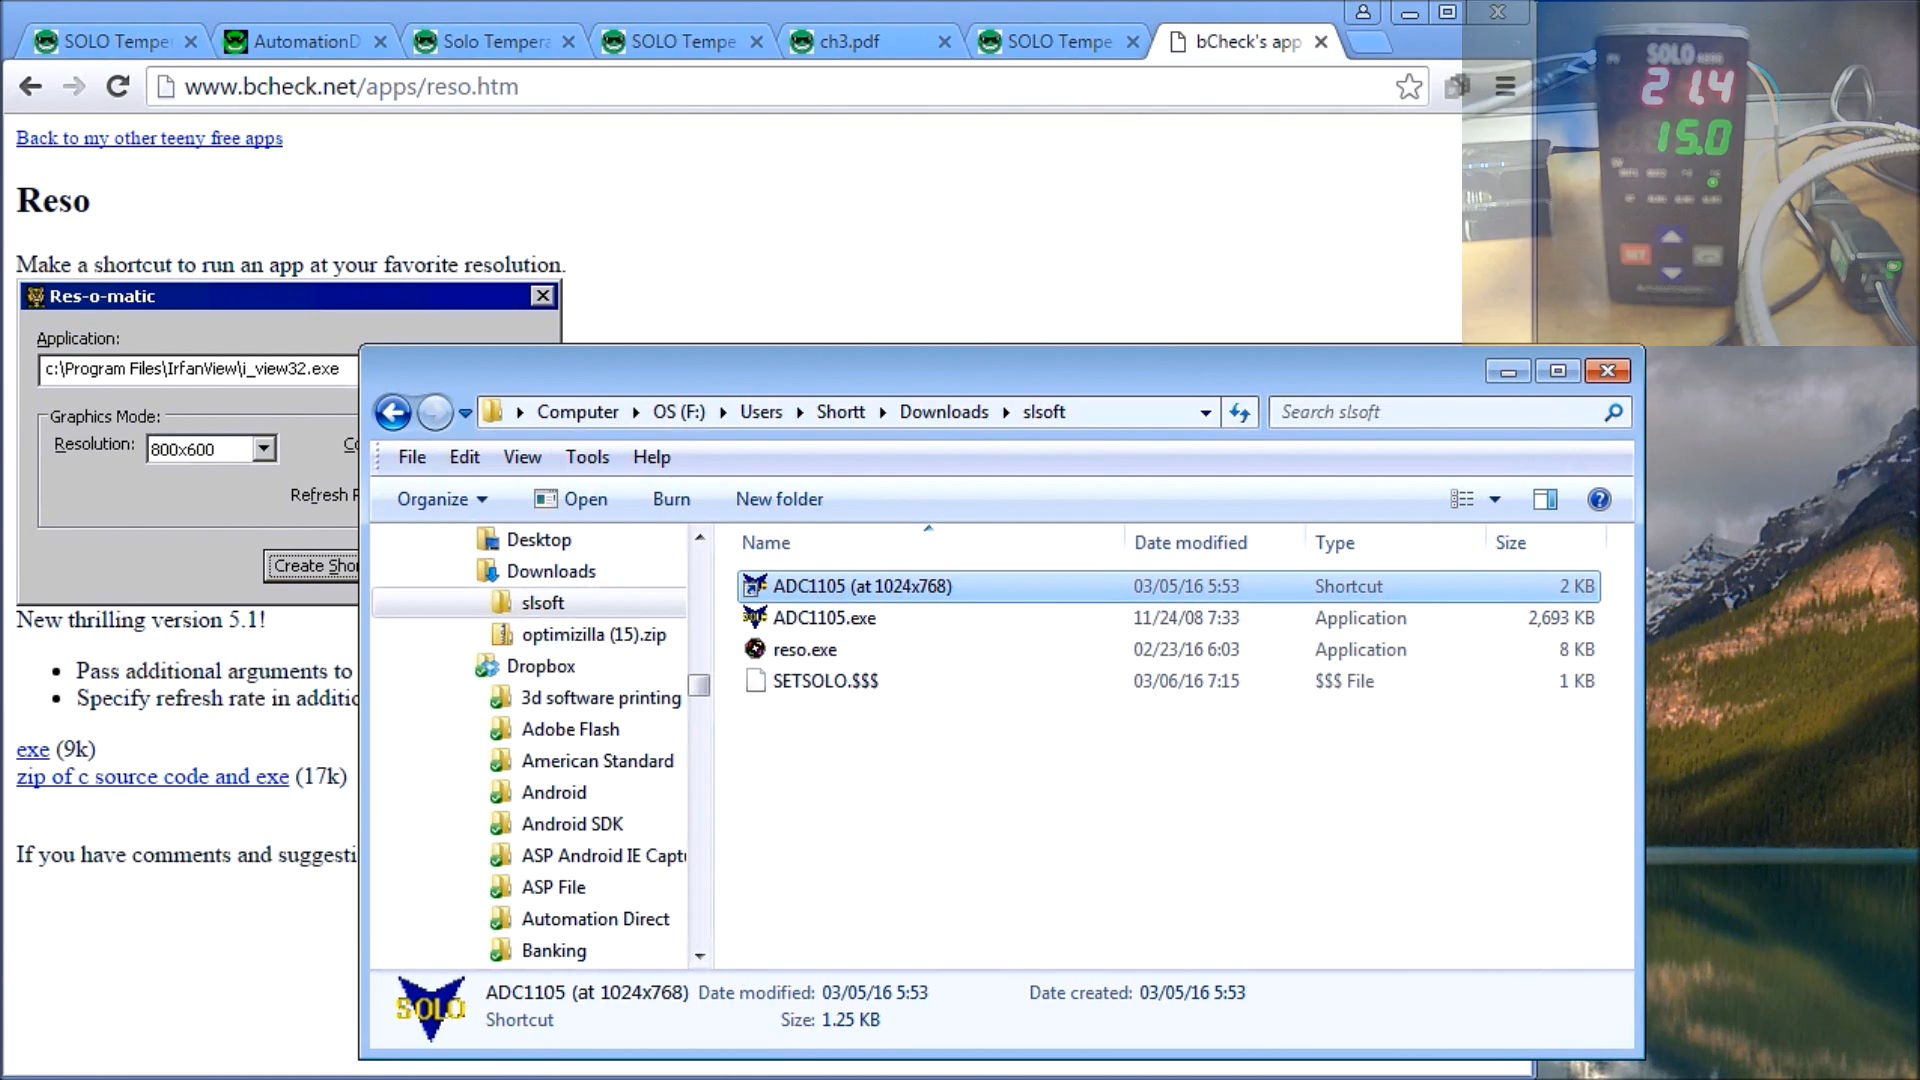 SOLO Tempe
AutomationD
Solo Tempera
SOLO Tempe
ch3.pdf
SOLO Tempe
bCheck's app
www.bcheck.net/apps/reso.htm
Back to my other teeny free apps
Reso
Make a shortcut to run an app at your favorite resolution.
Res-o-matic
Application:
c:\Program Files\IrfanView\i_view32.exe
Graphics Mode:
Resolution: 800x600
Refresh
Create Sho
New thrilling version 5.1!
Pass additional arguments to
Specify refresh rate in additi
exe (9k)
zip of c source code and exe (17k)
If you have comments and suggesti
SOLO
21.4
15.0
Computer OS (F:) Users Shortt Downloads slsoft
Search slsoft
File Edit View Tools Help
Organize Open Burn New folder
Desktop
Downloads
slsoft
optimizilla (15).zip
Dropbox
3d software printing
Adobe Flash
American Standard
Android
Android SDK
ASP Android IE Capt
ASP File
Automation Direct
Banking
Name Date modified Type Size
ADC1105 (at 1024x768) 03/05/16 5:53 Shortcut 2 KB
ADC1105.exe 11/24/08 7:33 Application 2,693 KB
reso.exe 02/23/16 6:03 Application 8 KB
SETSOLO.$$$ 03/06/16 7:15 $$$ File 1 KB
SOLO
ADC1105 (at 1024x768) Date modified: 03/05/16 5:53 Date created: 03/05/16 5:53
Shortcut Size: 1.25 KB